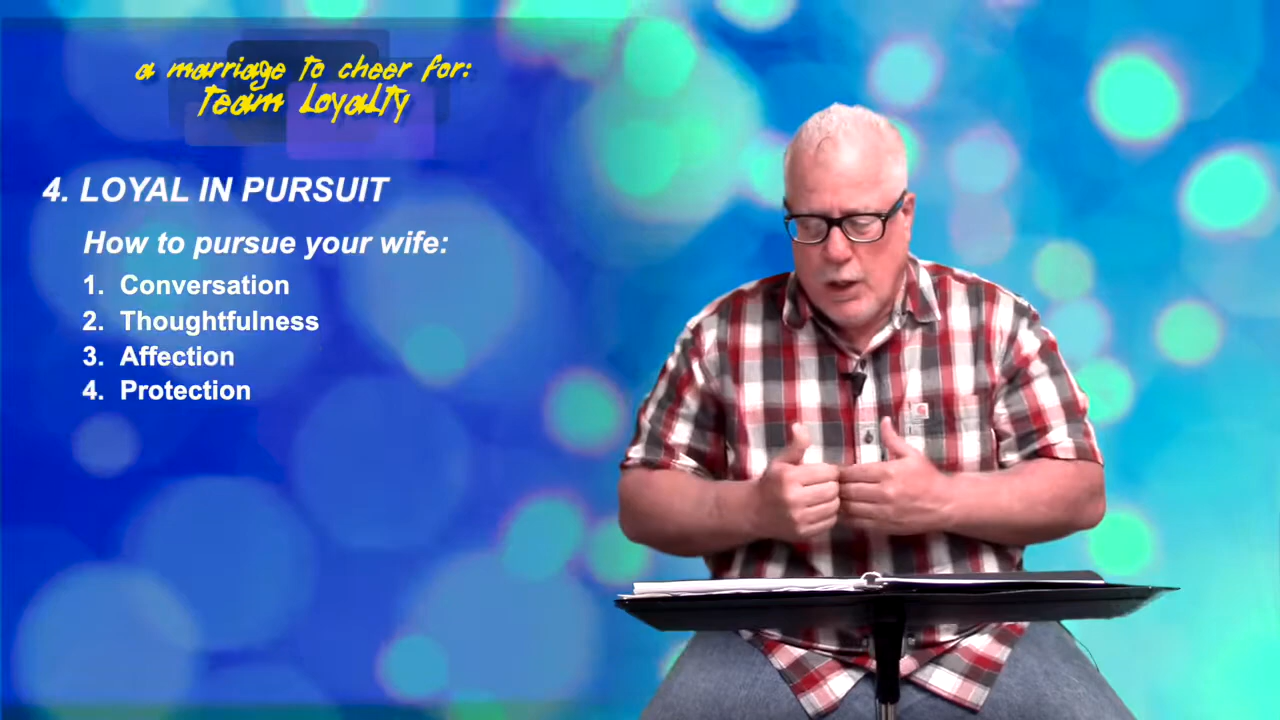 a marriage to cheer for:
Team Loyalty
4. LOYAL IN PURSUIT
How to pursue your wife:
1. Conversation
2. Thoughtfulness
3. Affection
4. Protection